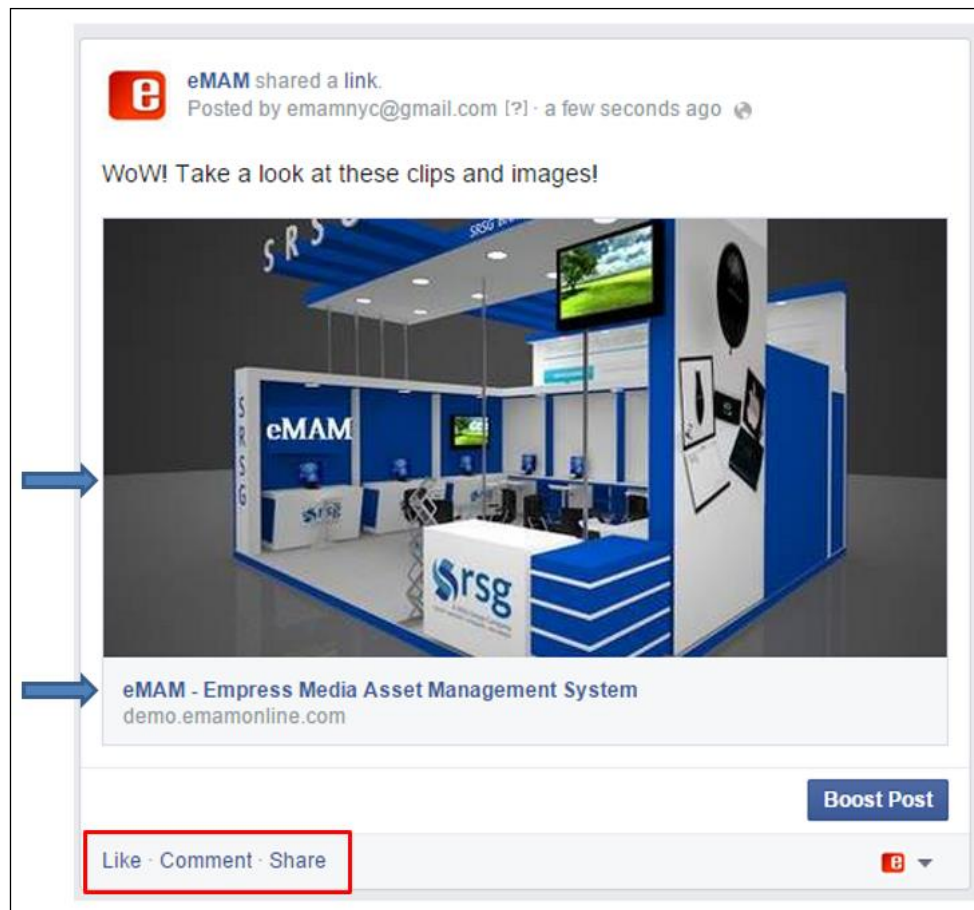 eMAM shared a link.
Posted by emamnyc@gmail.com [?] · a few seconds ago
WoW! Take a look at these clips and images!
SRSG
SRSG
eMAM
srsg
srsg
srsg
eMAM - Empress Media Asset Management System
demo.emamonline.com
Boost Post
Like · Comment · Share